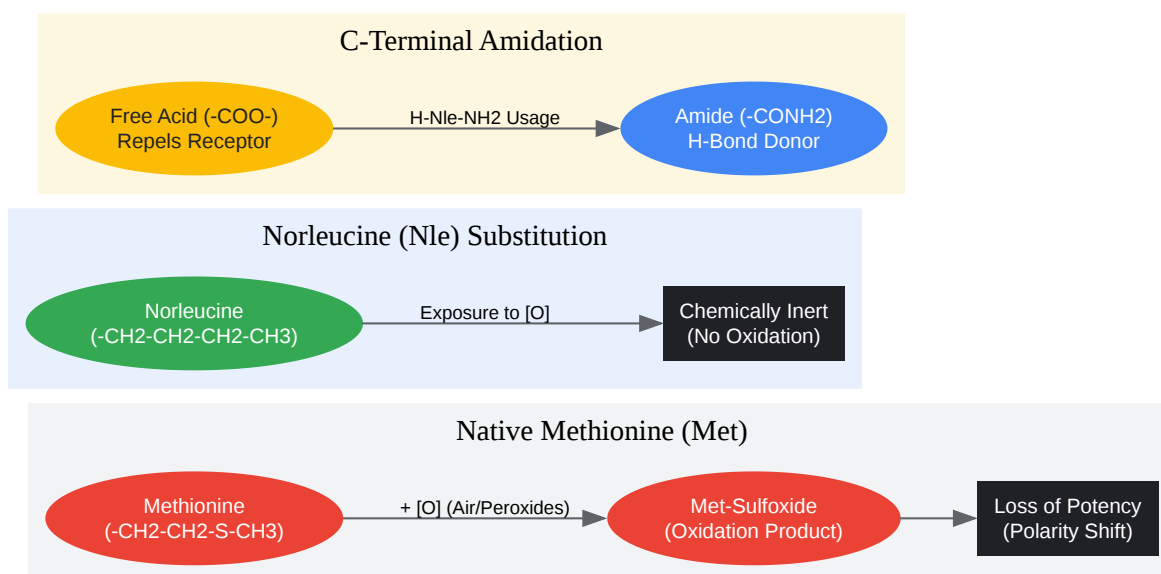 C-Terminal Amidation
Free Acid (-COO-)
Repels Receptor
H-Nle-NH2 Usage
Amide (-CONH2)
H-Bond Donor
Norleucine (Nle) Substitution
Norleucine
(-CH2-CH2-CH2-CH3)
Exposure to [O]
Chemically Inert
(No Oxidation)
Native Methionine (Met)
Methionine
(-CH2-CH2-S-CH3)
+ [O] (Air/Peroxides)
Met-Sulfoxide
(Oxidation Product)
Loss of Potency
(Polarity Shift)